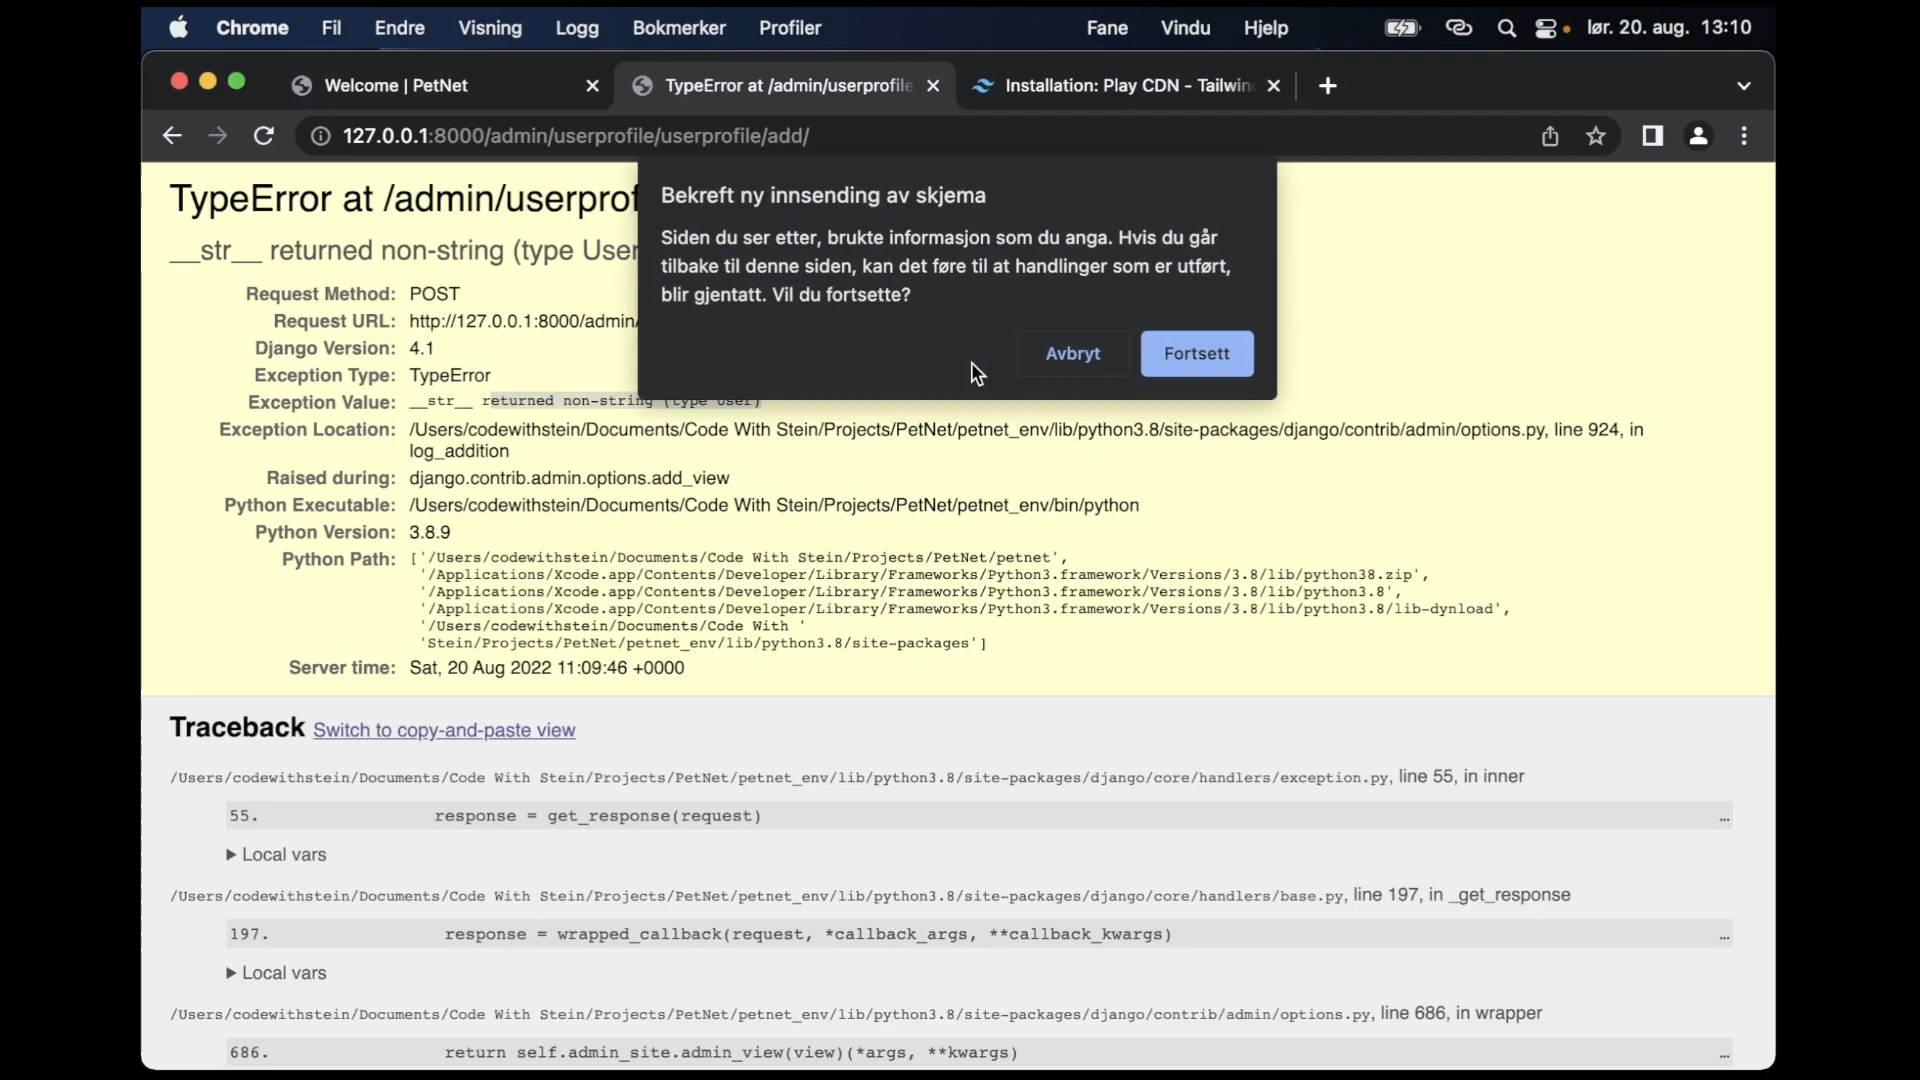 Chrome Fil Endre Visning Logg Bokmerker Profiler Fane Vindu Hjelp lør. 20. aug. 13:10
Welcome | PetNet TypeError at /admin/userprofile Installation: Play CDN - Tailwin
127.0.0.1:8000/admin/userprofile/userprofile/add/
TypeError at /admin/userprof
__str__ returned non-string (type User
Bekreft ny innsending av skjema
Siden du ser etter, brukte informasjon som du anga. Hvis du går
tilbake til denne siden, kan det føre til at handlinger som er utført,
blir gjentatt. Vil du fortsette?
Avbryt Fortsett
Request Method: POST
Request URL: http://127.0.0.1:8000/admin/
Django Version: 4.1
Exception Type: TypeError
Exception Value: __str__ returned non-string (type User)
Exception Location: /Users/codewithstein/Documents/Code With Stein/Projects/PetNet/petnet_env/lib/python3.8/site-packages/django/contrib/admin/options.py, line 924, in
log_addition
Raised during: django.contrib.admin.options.add_view
Python Executable: /Users/codewithstein/Documents/Code With Stein/Projects/PetNet/petnet_env/bin/python
Python Version: 3.8.9
Python Path: ['/Users/codewithstein/Documents/Code With Stein/Projects/PetNet/petnet',
'/Applications/Xcode.app/Contents/Developer/Library/Frameworks/Python3.framework/Versions/3.8/lib/python38.zip',
'/Applications/Xcode.app/Contents/Developer/Library/Frameworks/Python3.framework/Versions/3.8/lib/python3.8',
'/Applications/Xcode.app/Contents/Developer/Library/Frameworks/Python3.framework/Versions/3.8/lib/python3.8/lib-dynload',
'/Users/codewithstein/Documents/Code With '
'Stein/Projects/PetNet/petnet_env/lib/python3.8/site-packages']
Server time: Sat, 20 Aug 2022 11:09:46 +0000
Traceback Switch to copy-and-paste view
/Users/codewithstein/Documents/Code With Stein/Projects/PetNet/petnet_env/lib/python3.8/site-packages/django/core/handlers/exception.py, line 55, in inner
55. response = get_response(request) …
Local vars
/Users/codewithstein/Documents/Code With Stein/Projects/PetNet/petnet_env/lib/python3.8/site-packages/django/core/handlers/base.py, line 197, in _get_response
197. response = wrapped_callback(request, *callback_args, **callback_kwargs) …
Local vars
/Users/codewithstein/Documents/Code With Stein/Projects/PetNet/petnet_env/lib/python3.8/site-packages/django/contrib/admin/options.py, line 686, in wrapper
686. return self.admin_site.admin_view(view)(*args, **kwargs) …